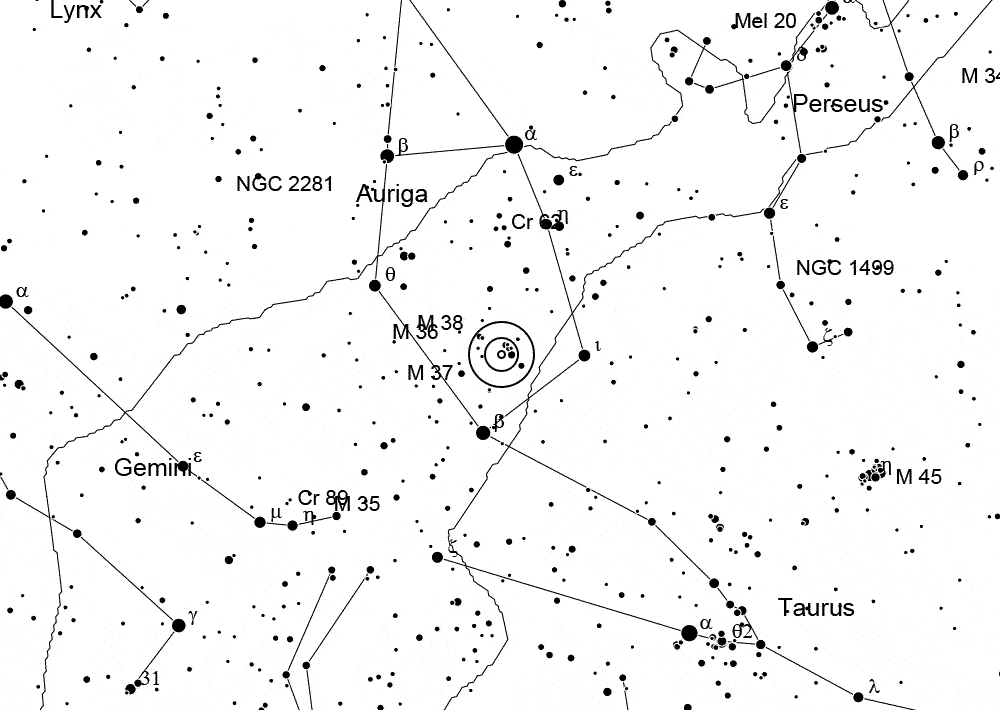 Lynx
Mel 20
α
δ
M 34
Perseus
β
α
β
ρ
ε
NGC 2281
Auriga
ε
Cr 62
η
θ
NGC 1499
α
M 38
M 36
ζ
ι
M 37
β
ε
Gemini
η
M 45
Cr 89
M 35
μ
η
ζ
γ
α
θ2
Taurus
31
λ